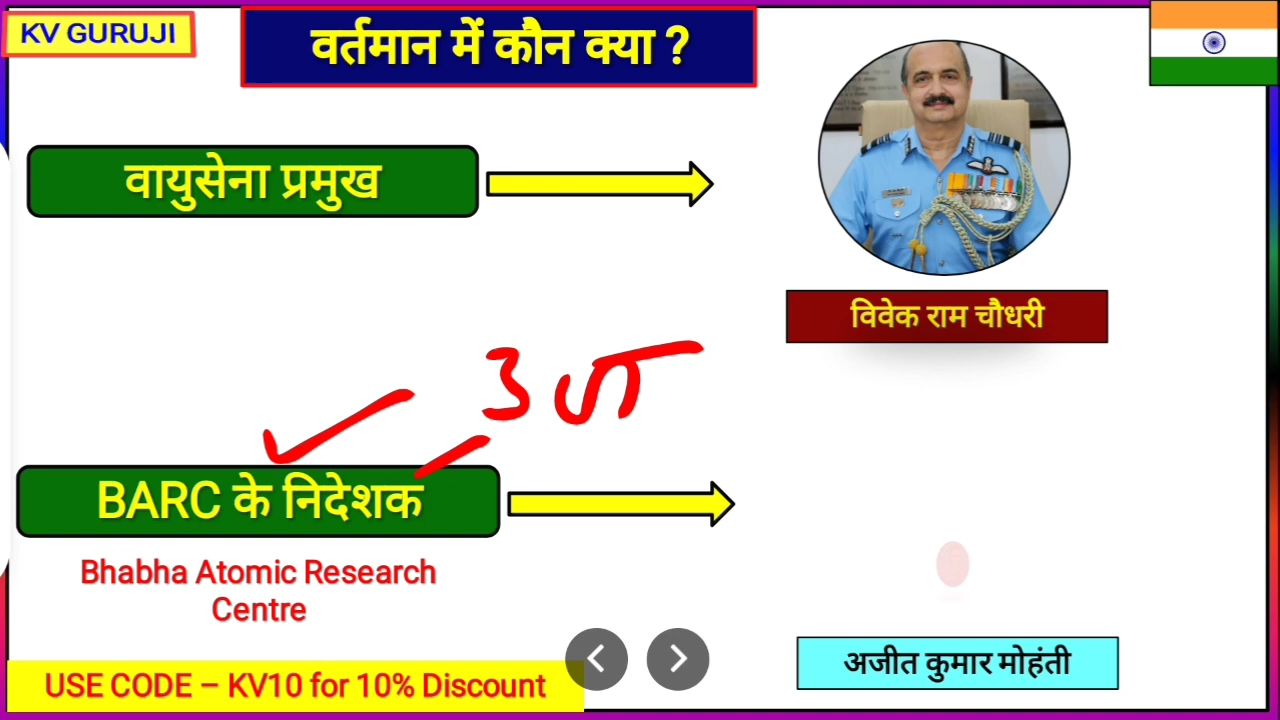 KV GURUJI
वर्तमान में कौन क्या ?
वायुसेना प्रमुख
विवेक राम चौधरी
BARC के निदेशक
Bhabha Atomic Research
Centre
अजीत कुमार मोहंती
USE CODE – KV10 for 10% Discount